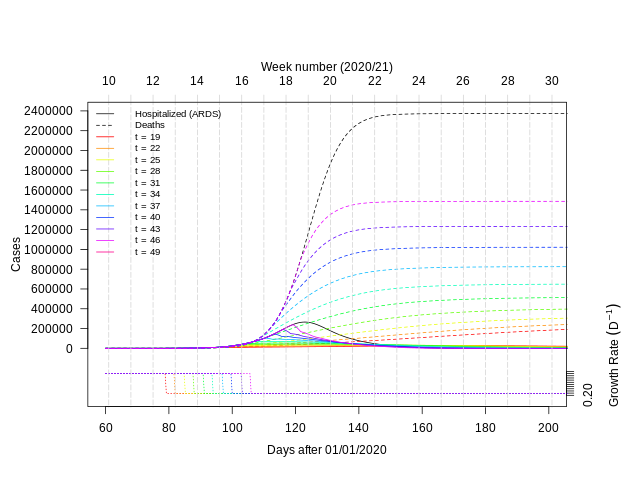 Week number (2020/21)
10 12 14 16 18 20 22 24 26 28 30
Hospitalized (ARDS)
Deaths
t = 19
t = 22
t = 25
t = 28
t = 31
t = 34
t = 37
t = 40
t = 43
t = 46
t = 49
2400000
2200000
2000000
1800000
1600000
1400000
1200000
1000000
800000
600000
400000
200000
0
Cases
0.20
Growth Rate (D⁻¹)
60 80 100 120 140 160 180 200
Days after 01/01/2020